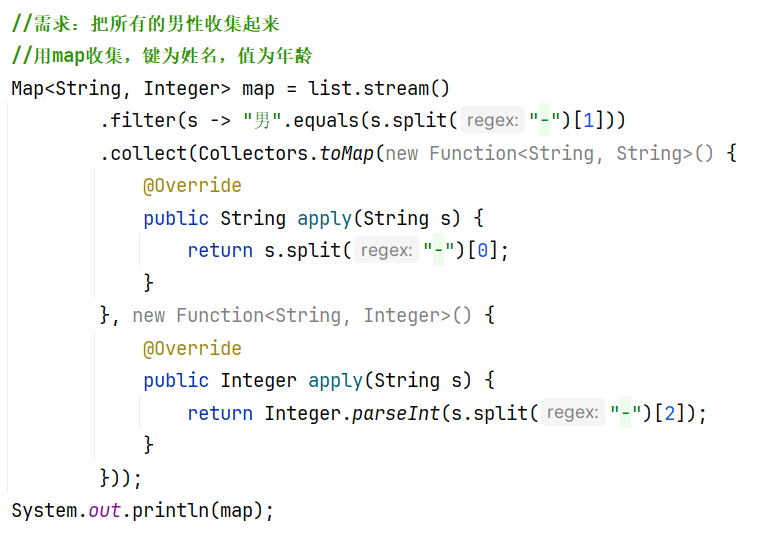 //需求：把所有的男性收集起来
//用map收集，键为姓名，值为年龄
Map<String, Integer> map = list.stream()
.filter(s -> "男".equals(s.split( regex: "-")[1]))
.collect(Collectors.toMap(new Function<String, String>() {
@Override
public String apply(String s) {
return s.split( regex: "-")[0];
}
}, new Function<String, Integer>() {
@Override
public Integer apply(String s) {
return Integer.parseInt(s.split( regex: "-")[2]);
}
}));
System.out.println(map);